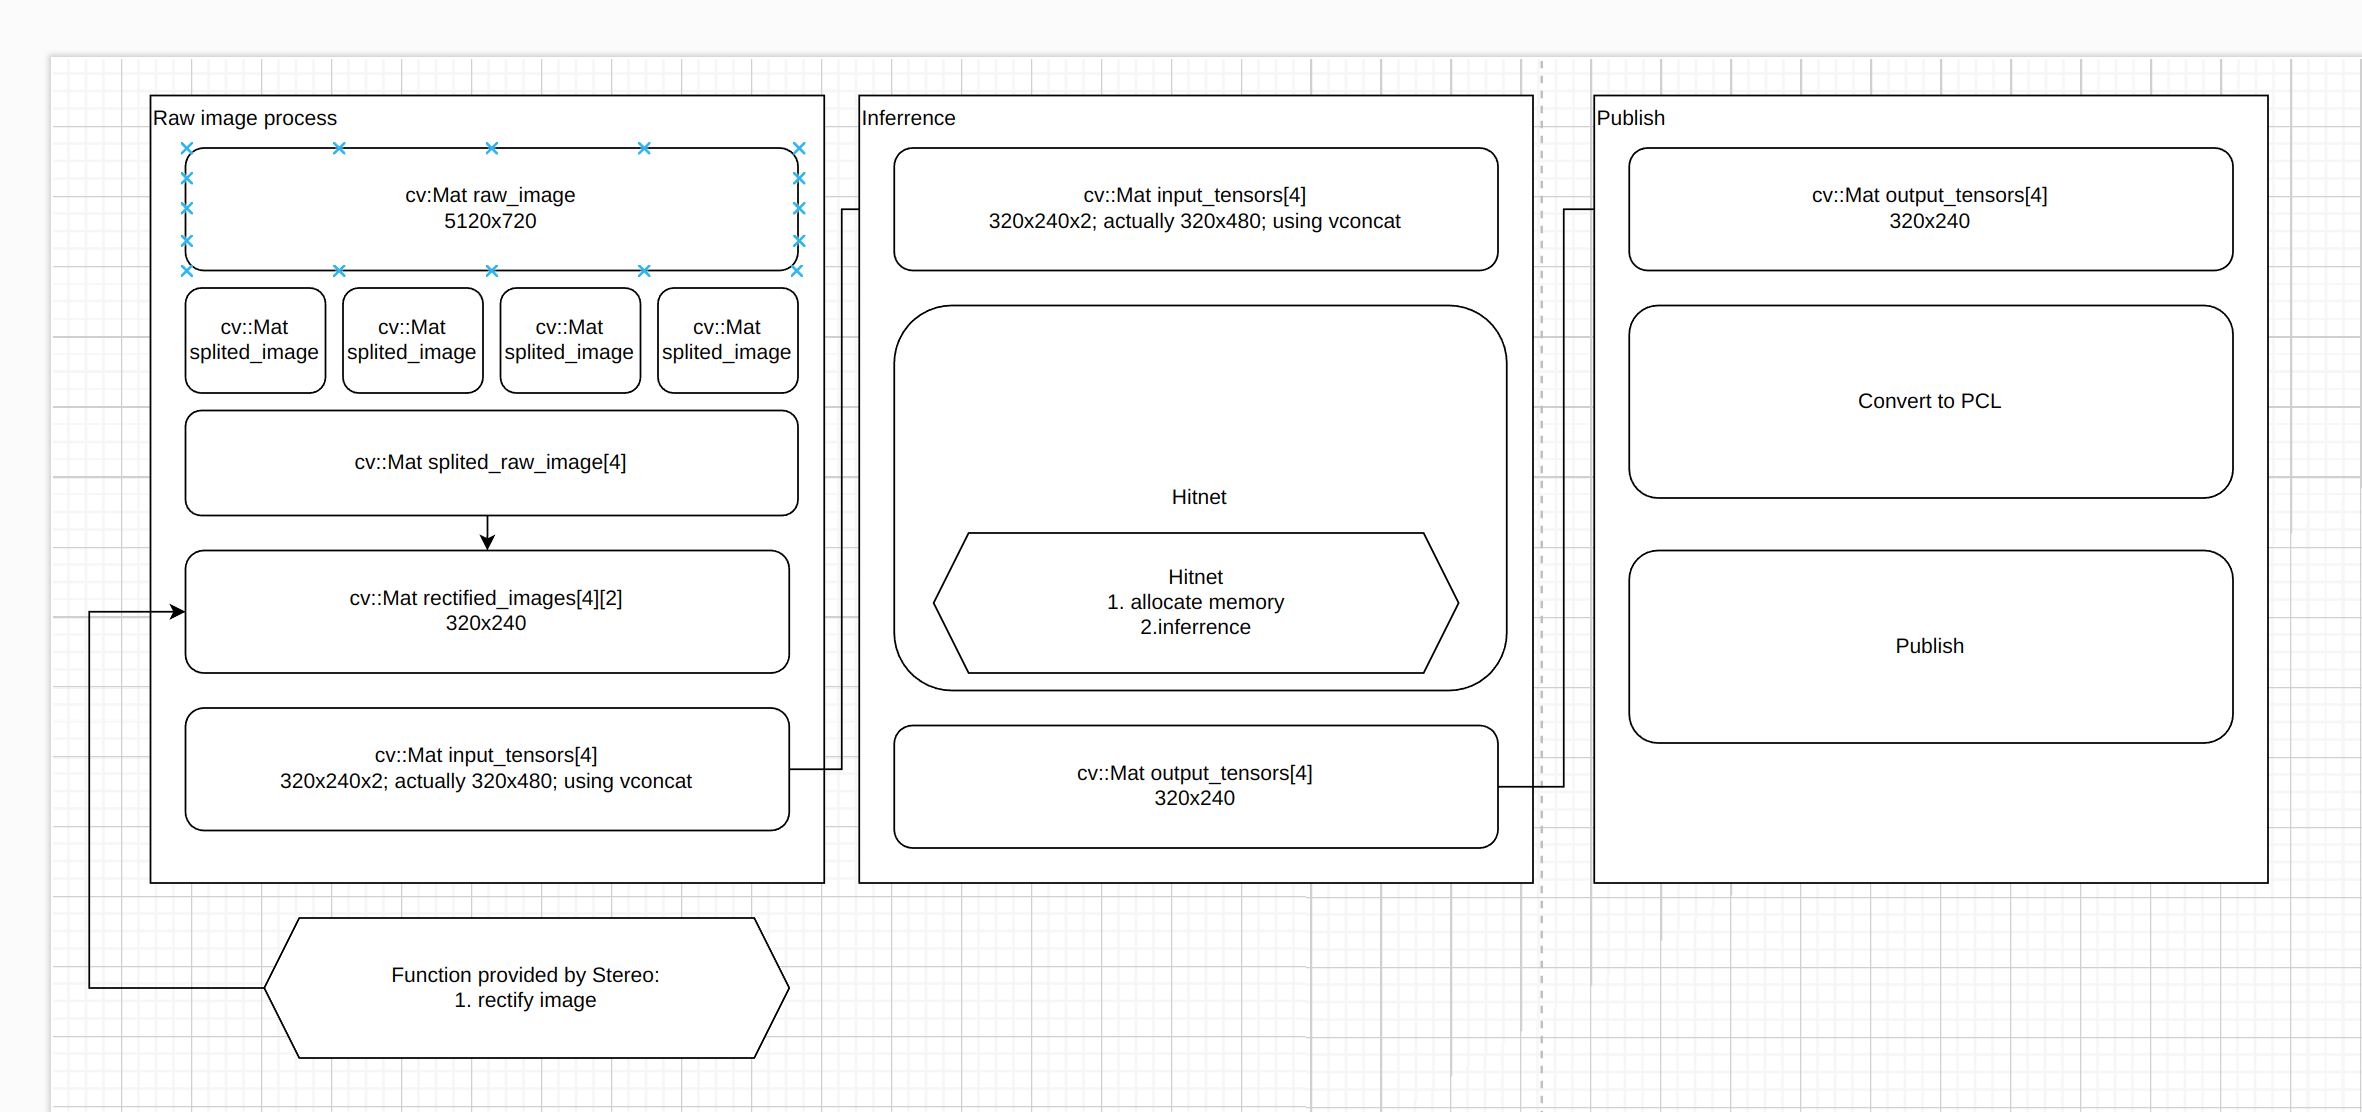 Raw image process
cv:Mat raw_image
5120x720
cv::Mat
splited_image
cv::Mat
splited_image
cv::Mat
splited_image
cv::Mat
splited_image
cv::Mat splited_raw_image[4]
cv::Mat rectified_images[4][2]
320x240
cv::Mat input_tensors[4]
320x240x2; actually 320x480; using vconcat
Function provided by Stereo:
1. rectify image
Inferrence
cv::Mat input_tensors[4]
320x240x2; actually 320x480; using vconcat
Hitnet
Hitnet
1. allocate memory
2.inferrence
cv::Mat output_tensors[4]
320x240
Publish
cv::Mat output_tensors[4]
320x240
Convert to PCL
Publish